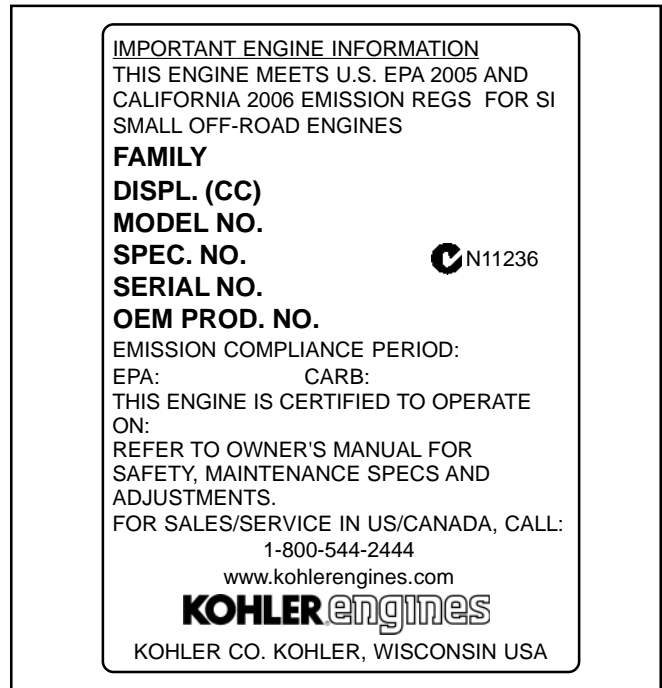 IMPORTANT ENGINE INFORMATION
THIS ENGINE MEETS U.S. EPA 2005 AND
CALIFORNIA 2006 EMISSION REGS FOR SI
SMALL OFF-ROAD ENGINES
FAMILY
DISPL. (CC)
MODEL NO.
SPEC. NO. N11236
SERIAL NO.
OEM PROD. NO.
EMISSION COMPLIANCE PERIOD:
EPA: CARB:
THIS ENGINE IS CERTIFIED TO OPERATE
ON:
REFER TO OWNER'S MANUAL FOR
SAFETY, MAINTENANCE SPECS AND
ADJUSTMENTS.
FOR SALES/SERVICE IN US/CANADA, CALL:
1-800-544-2444
www.kohlerengines.com
KOHLER engines
KOHLER CO. KOHLER, WISCONSIN USA